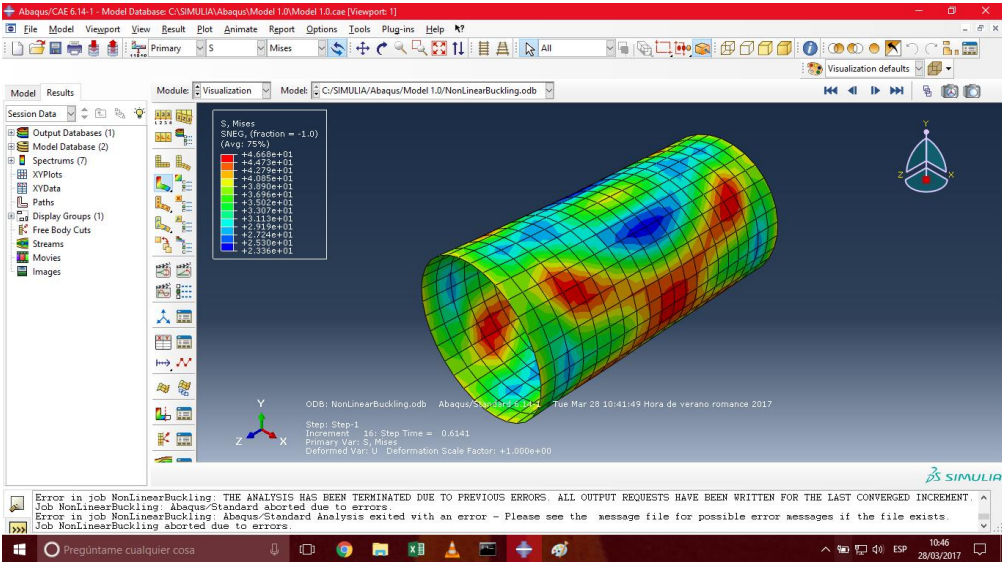 Abaqus/CAE 6.14-1 - Model Database: C:\SIMULIA\Abaqus\Model 1.0\Model 1.0.cae [Viewport: 1]
File Model Viewport View Result Plot Animate Report Options Tools Plug-ins Help
Primary S Mises All
Visualization defaults
Model Results Module: Visualization Model: C:/SIMULIA/Abaqus/Model 1.0/NonLinearBuckling.odb
Session Data
Output Databases (1)
Model Database (2)
Spectrums (7)
XYPlots
XYData
Paths
Display Groups (1)
Free Body Cuts
Streams
Movies
Images
S, Mises
SNEG, (fraction = -1.0)
(Avg: 75%)
+4.668e+01
+4.473e+01
+4.279e+01
+4.085e+01
+3.890e+01
+3.696e+01
+3.502e+01
+3.307e+01
+3.113e+01
+2.919e+01
+2.724e+01
+2.530e+01
+2.336e+01
Y
Z X
Y
Z X
ODB: NonLinearBuckling.odb Abaqus/Standard 6.14-1 Tue Mar 28 10:41:49 Hora de verano romance 2017
Step: Step-1
Increment 16: Step Time = 0.6141
Primary Var: S, Mises
Deformed Var: U Deformation Scale Factor: +1.000e+00
SIMULIA
Error in job NonLinearBuckling: THE ANALYSIS HAS BEEN TERMINATED DUE TO PREVIOUS ERRORS. ALL OUTPUT REQUESTS HAVE BEEN WRITTEN FOR THE LAST CONVERGED INCREMENT.
Job NonLinearBuckling: Abaqus/Standard aborted due to errors.
Error in job NonLinearBuckling: Abaqus/Standard Analysis exited with an error - Please see the message file for possible error messages if the file exists.
Job NonLinearBuckling aborted due to errors.
Pregúntame cualquier cosa
ESP
10:46
28/03/2017